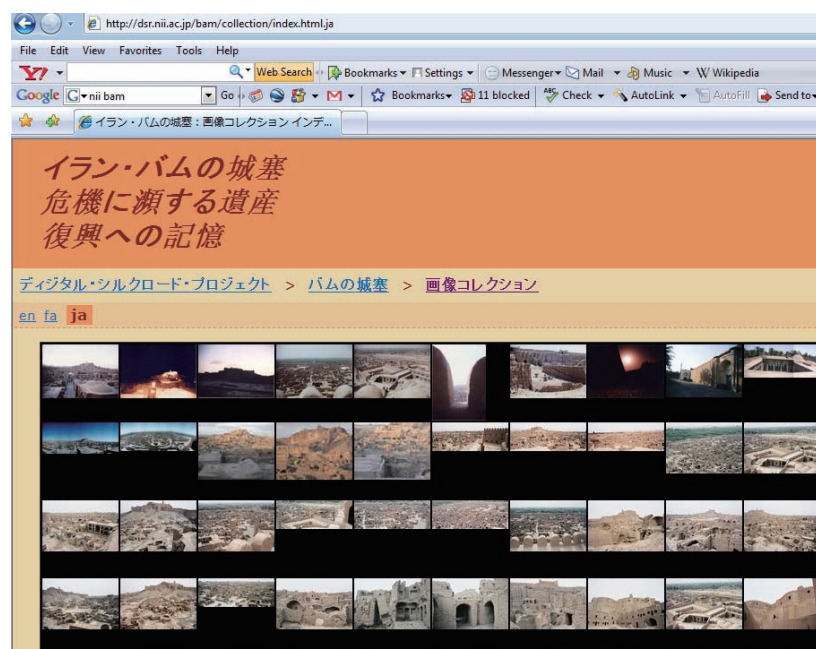 http://dsr.nii.ac.jp/bam/collection/index.html.ja
File Edit View Favorites Tools Help
Y! Web Search Bookmarks Settings Messenger Mail Music W Wikipedia
Google G nii bam Go Bookmarks 11 blocked ABC Check AutoLink AutoFill Send to
イラン・バムの城塞 : 画像コレクション インデ...
イラン・バムの城塞
危機に瀕する遺産
復興への記憶
ディジタル・シルクロード・プロジェクト > バムの城塞 > 画像コレクション
en fa ja